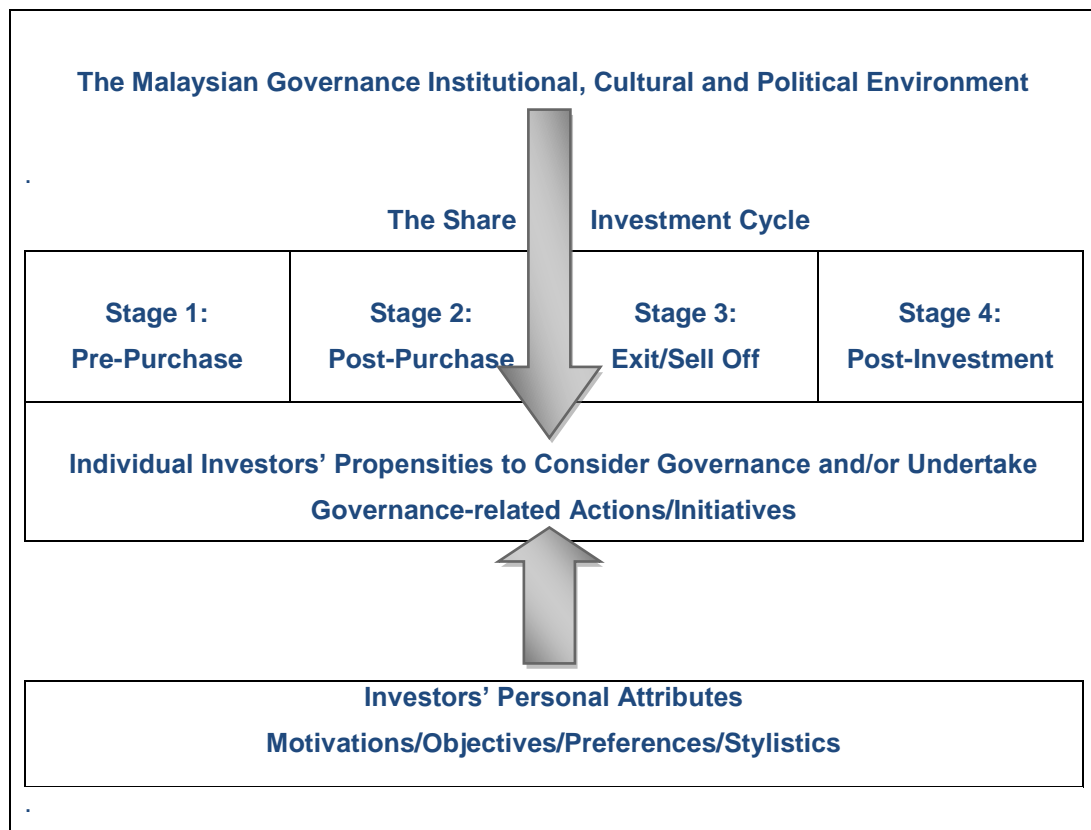 The Malaysian Governance Institutional, Cultural and Political Environment
.
The Share Investment Cycle
Stage 1:
Pre-Purchase
Stage 2:
Post-Purchase
Stage 3:
Exit/Sell Off
Stage 4:
Post-Investment
Individual Investors’ Propensities to Consider Governance and/or Undertake
Governance-related Actions/Initiatives
Investors’ Personal Attributes
Motivations/Objectives/Preferences/Stylistics
.